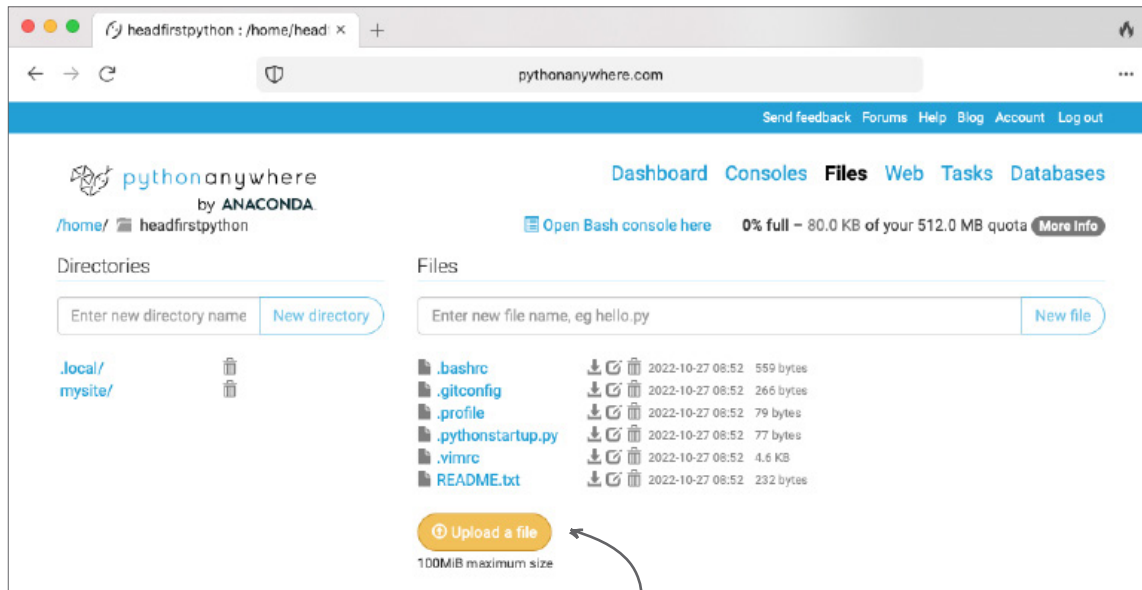 headfirstpython : /home/head
pythonanywhere.com
Send feedback Forums Help Blog Account Log out
pythonanywhere
by ANACONDA.
Dashboard Consoles Files Web Tasks Databases
/home/ headfirstpython
Open Bash console here 0% full – 80.0 KB of your 512.0 MB quota More Info
Directories
Enter new directory name New directory
.local/
mysite/
Files
Enter new file name, eg hello.py New file
.bashrc 2022-10-27 08:52 559 bytes
.gitconfig 2022-10-27 08:52 266 bytes
.profile 2022-10-27 08:52 79 bytes
.pythonstartup.py 2022-10-27 08:52 77 bytes
.vimrc 2022-10-27 08:52 4.6 KB
README.txt 2022-10-27 08:52 232 bytes
Upload a file
100MiB maximum size